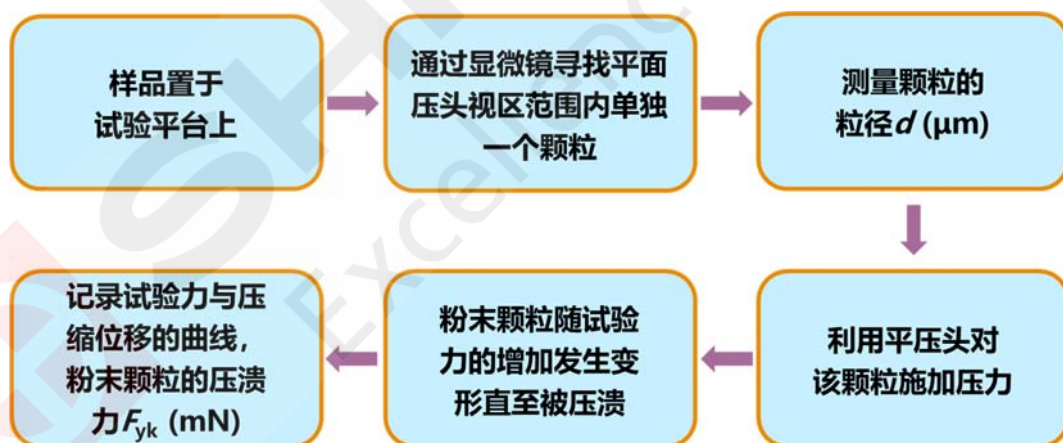 样品置于
试验平台上
通过显微镜寻找平面
压头视区范围内单独
一个颗粒
测量颗粒的
粒径d (μm)
利用平压头对
该颗粒施加压力
粉末颗粒随试验
力的增加发生变
形直至被压溃
记录试验力与压
缩位移的曲线，
粉末颗粒的压溃
力Fyk (mN)